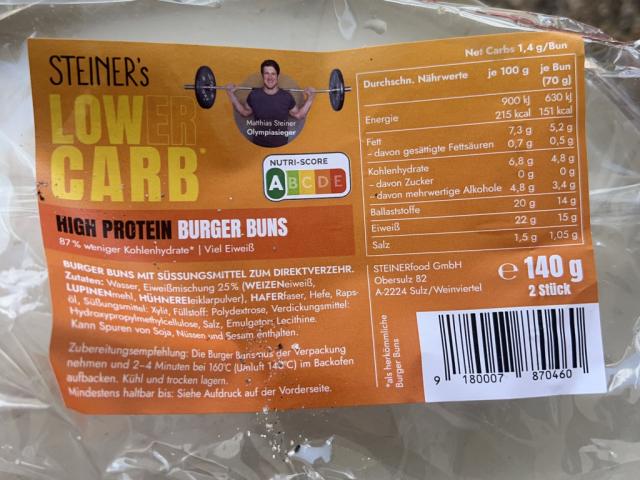 STEINER's
LOWER
CARB*
Matthias Steiner
Olympiasieger
NUTRI-SCORE
A B C D E
HIGH PROTEIN BURGER BUNS
87 % weniger Kohlenhydrate* | Viel Eiweiß
BURGER BUNS MIT SÜSSUNGSMITTEL ZUM DIREKTVERZEHR.
Zutaten: Wasser, Eiweißmischung 25 % (WEIZENeiweiß,
LUPINENmehl, HÜHNEREIeiklarpulver), HAFERfaser, Hefe, Raps-
öl, Süßungsmittel: Xylit, Füllstoff: Polydextrose, Verdickungsmittel:
Hydroxypropylmethylcellulose, Salz, Emulgator: Lecithine.
Kann Spuren von Soja, Nüssen und Sesam enthalten.
Zubereitungsempfehlung: Die Burger Buns aus der Verpackung
nehmen und 2–4 Minuten bei 160°C (Umluft 140°C) im Backofen
aufbacken. Kühl und trocken lagern.
Mindestens haltbar bis: Siehe Aufdruck auf der Vorderseite.
Net Carbs 1,4 g/Bun
Durchschn. Nährwerte je 100 g je Bun
(70 g)
900 kJ 630 kJ
Energie 215 kcal 151 kcal
Fett 7,3 g 5,2 g
– davon gesättigte Fettsäuren 0,7 g 0,5 g
Kohlenhydrate 6,8 g 4,8 g
– davon Zucker 0 g 0 g
– davon mehrwertige Alkohole 4,8 g 3,4 g
Ballaststoffe 20 g 14 g
Eiweiß 22 g 15 g
Salz 1,5 g 1,05 g
STEINERfood GmbH
Obersulz 82
A-2224 Sulz/Weinviertel
℮ 140 g
2 Stück
*als herkömmliche
Burger Buns
9 180007 870460